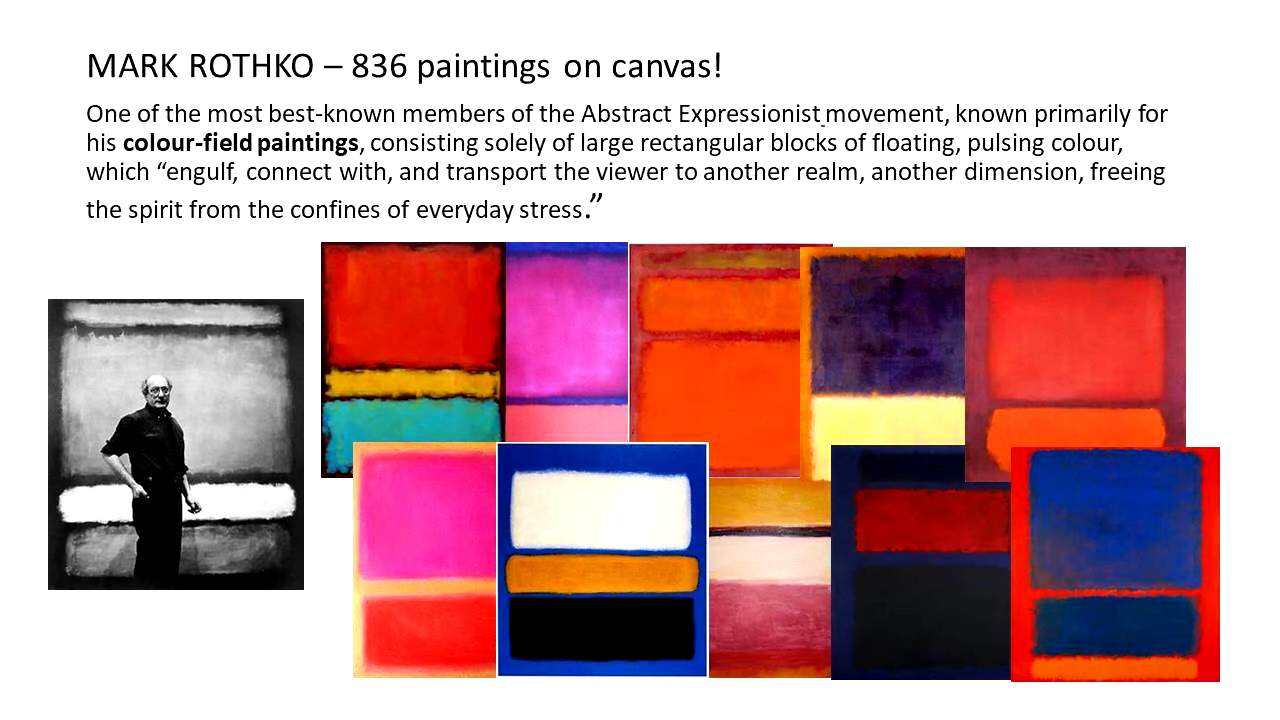 MARK ROTHKO – 836 paintings on canvas!
One of the most best-known members of the Abstract Expressionist movement, known primarily for
his colour-field paintings, consisting solely of large rectangular blocks of floating, pulsing colour,
which “engulf, connect with, and transport the viewer to another realm, another dimension, freeing
the spirit from the confines of everyday stress.”